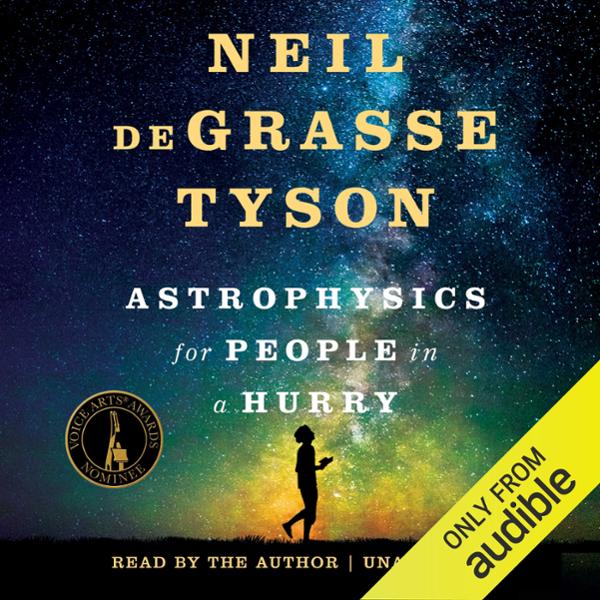 NEIL
DEGRASSE
TYSON
ASTROPHYSICS
for PEOPLE in
a HURRY
VOICE ARTS® AWARDS
NOMINEE
READ BY THE AUTHOR |
ONLY FROM
audible